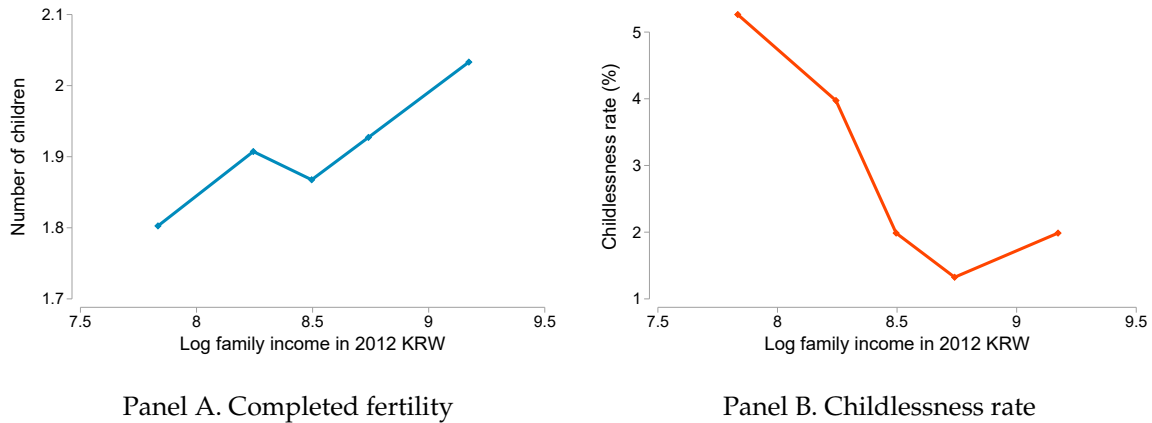 2.1
2
1.9
1.8
1.7
Number of children
7.5 8 8.5 9 9.5
Log family income in 2012 KRW
Panel A. Completed fertility
5
4
3
2
1
Childlessness rate (%)
7.5 8 8.5 9 9.5
Log family income in 2012 KRW
Panel B. Childlessness rate